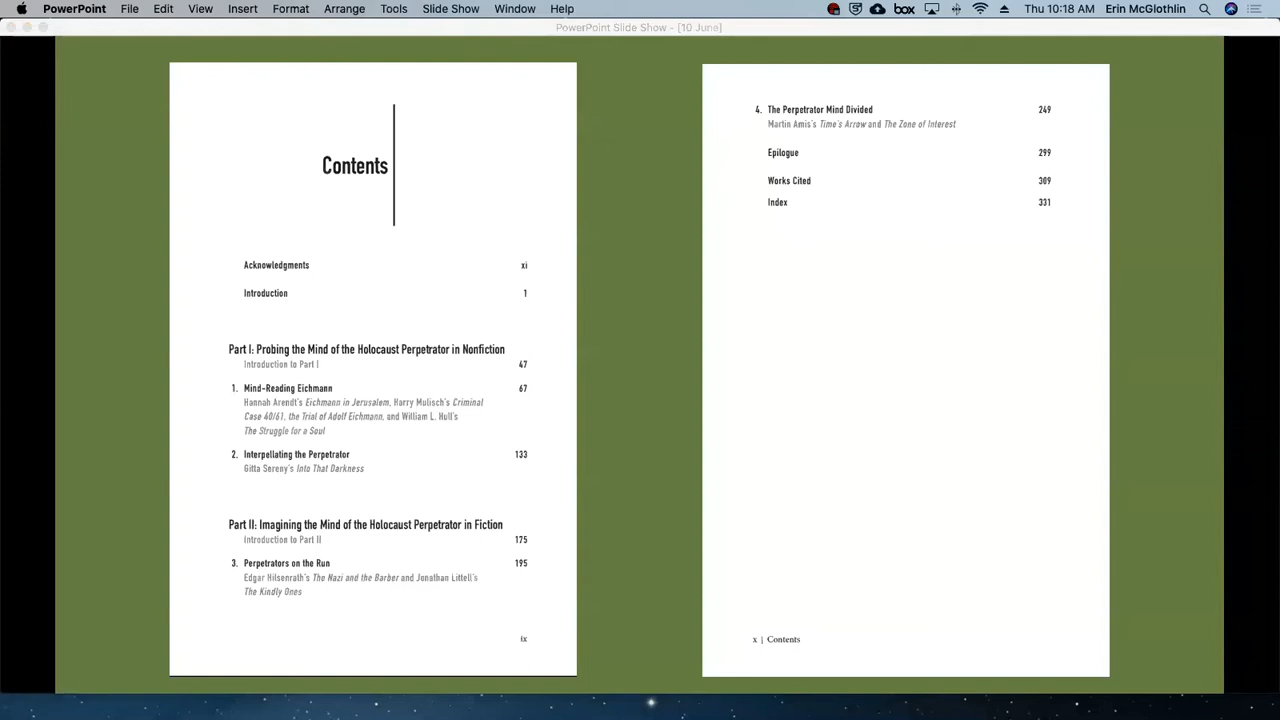 PowerPoint File Edit View Insert Format Arrange Tools Slide Show Window Help box Thu 10:18 AM Erin McGlothlin
PowerPoint Slide Show - [10 June]
Contents
Acknowledgments xi
Introduction 1
Part I: Probing the Mind of the Holocaust Perpetrator in Nonfiction
Introduction to Part I 47
1. Mind-Reading Eichmann 67
Hannah Arendt's Eichmann in Jerusalem, Harry Mulisch's Criminal
Case 40/61, the Trial of Adolf Eichmann, and William L. Hull's
The Struggle for a Soul
2. Interpellating the Perpetrator 133
Gitta Sereny's Into That Darkness
Part II: Imagining the Mind of the Holocaust Perpetrator in Fiction
Introduction to Part II 175
3. Perpetrators on the Run 195
Edgar Hilsenrath's The Nazi and the Barber and Jonathan Littell's
The Kindly Ones
ix
4. The Perpetrator Mind Divided 249
Martin Amis's Time's Arrow and The Zone of Interest
Epilogue 299
Works Cited 309
Index 331
x | Contents